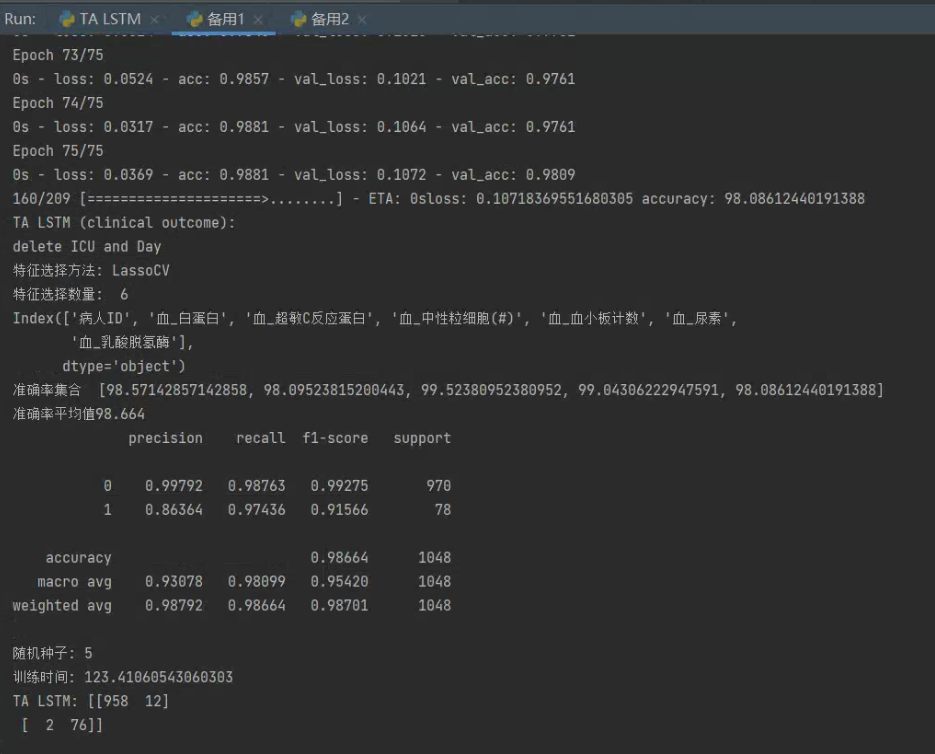 Run: TA LSTM × 备用1 × 备用2 ×
Epoch 73/75
0s - loss: 0.0524 - acc: 0.9857 - val_loss: 0.1021 - val_acc: 0.9761
Epoch 74/75
0s - loss: 0.0317 - acc: 0.9881 - val_loss: 0.1064 - val_acc: 0.9761
Epoch 75/75
0s - loss: 0.0369 - acc: 0.9881 - val_loss: 0.1072 - val_acc: 0.9809
160/209 [=====================>........] - ETA: 0sloss: 0.10718369551680305 accuracy: 98.08612440191388
TA LSTM (clinical outcome):
delete ICU and Day
特征选择方法: LassoCV
特征选择数量: 6
Index(['病人ID', '血_白蛋白', '血_超敏C反应蛋白', '血_中性粒细胞(#)', '血_血小板计数', '血_尿素',
'血_乳酸脱氢酶'],
dtype='object')
准确率集合 [98.57142857142858, 98.09523815200443, 99.52380952380952, 99.04306222947591, 98.08612440191388]
准确率平均值98.664
precision recall f1-score support
0 0.99792 0.98763 0.99275 970
1 0.86364 0.97436 0.91566 78
accuracy 0.98664 1048
macro avg 0.93078 0.98099 0.95420 1048
weighted avg 0.98792 0.98664 0.98701 1048
随机种子: 5
训练时间: 123.41060543060303
TA LSTM: [[958 12]
[ 2 76]]